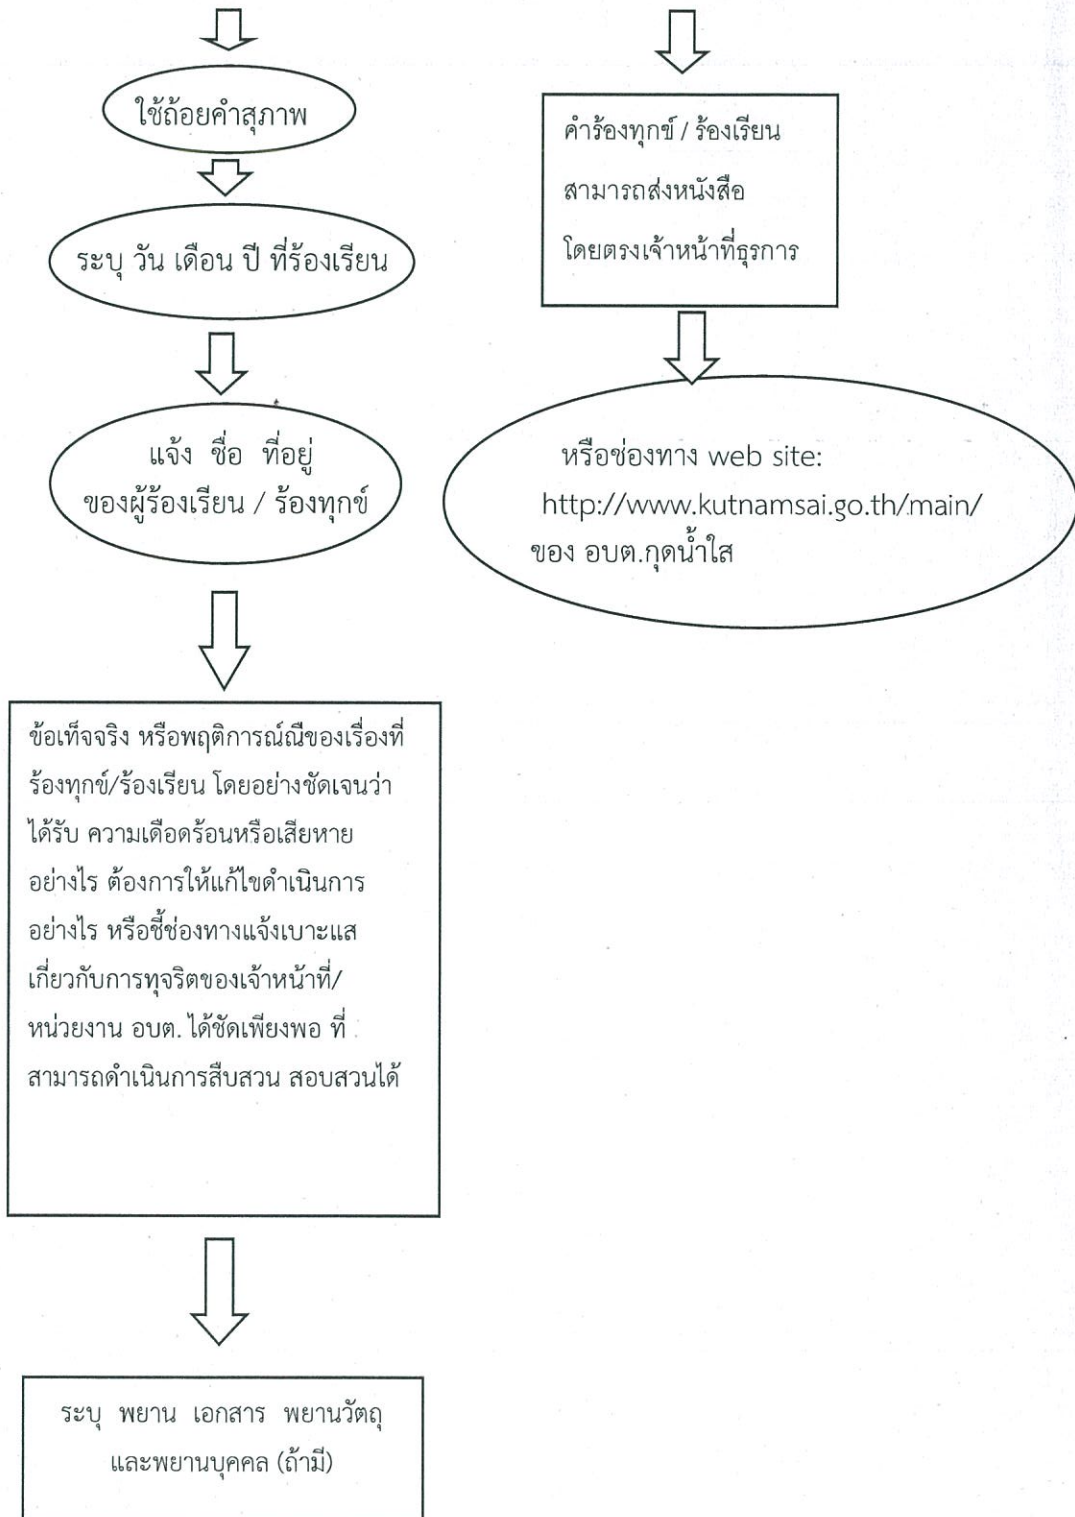 ใช้ถ้อยคำสุภาพ
ระบุ วัน เดือน ปี ที่ร้องเรียน
แจ้ง ชื่อ ที่อยู่
ของผู้ร้องเรียน / ร้องทุกข์
ข้อเท็จจริง หรือพฤติการณ์ณีของเรื่องที่
ร้องทุกข์/ร้องเรียน โดยอย่างชัดเจนว่า
ได้รับ ความเดือดร้อนหรือเสียหาย
อย่างไร ต้องการให้แก้ไขดำเนินการ
อย่างไร หรือชี้ช่องทางแจ้งเบาะแส
เกี่ยวกับการทุจริตของเจ้าหน้าที่/
หน่วยงาน อบต. ได้ชัดเพียงพอ ที่
สามารถดำเนินการสืบสวน สอบสวนได้
ระบุ พยาน เอกสาร พยานวัตถุ
และพยานบุคคล (ถ้ามี)
คำร้องทุกข์ / ร้องเรียน
สามารถส่งหนังสือ
โดยตรงเจ้าหน้าที่ธุรการ
หรือช่องทาง web site:
http://www.kutnamsai.go.th/main/
ของ อบต.กุดน้ำใส